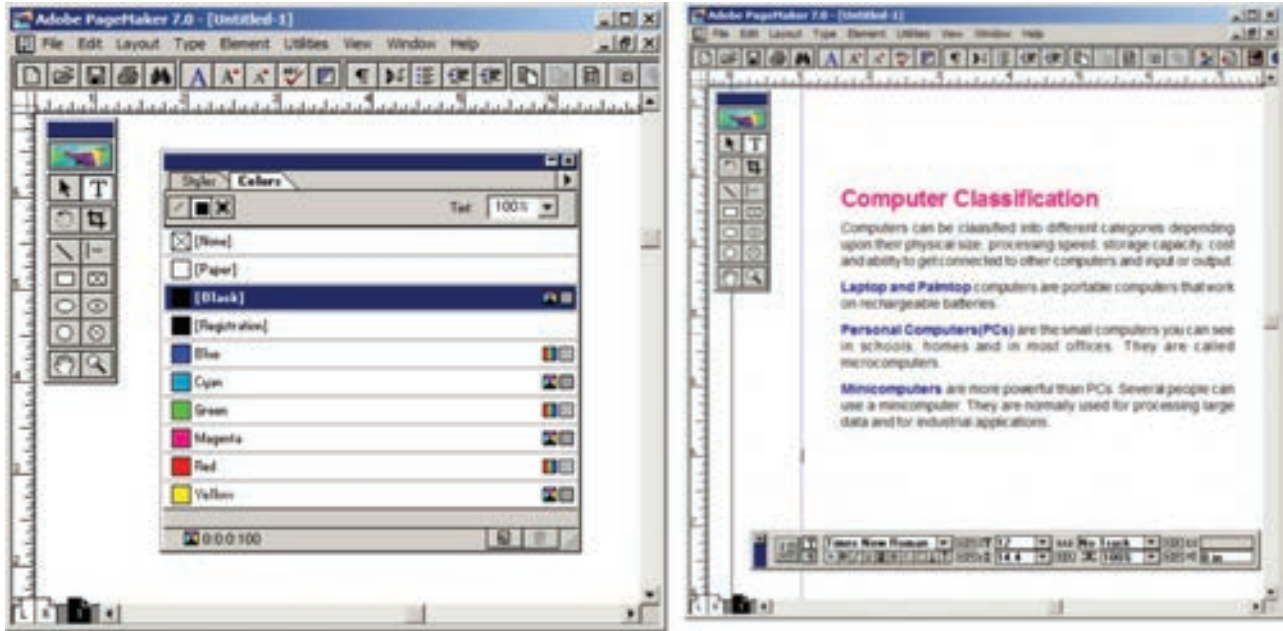 Adobe PageMaker 7.0 - [Untitled-1]
File Edit Layout Type Element Utilities View Window Help
Styles Colors
Tint: 100%
[None]
[Paper]
[Black]
[Registration]
Blue
Cyan
Green
Magenta
Red
Yellow
0:0:0:100
L R 1
Adobe PageMaker 7.0 - [Untitled-1]
File Edit Layout Type Element Utilities View Window Help
Computer Classification
Computers can be classified into different categories depending
upon their physical size, processing speed, storage capacity, cost
and ability to get connected to other computers and input or output.
Laptop and Palmtop computers are portable computers that work
on rechargeable batteries.
Personal Computers(PCs) are the small computers you can see
in schools, homes and in most offices. They are called
microcomputers.
Minicomputers are more powerful than PCs. Several people can
use a minicomputer. They are normally used for processing large
data and for industrial applications.
Times New Roman 12 No Track
14.4 100% 0 in